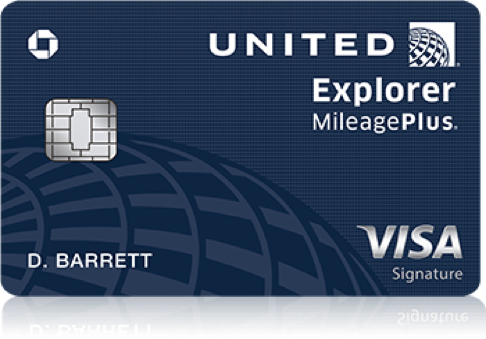 UNITED
Explorer
MileagePlus®
VISA
Signature
D. BARRETT